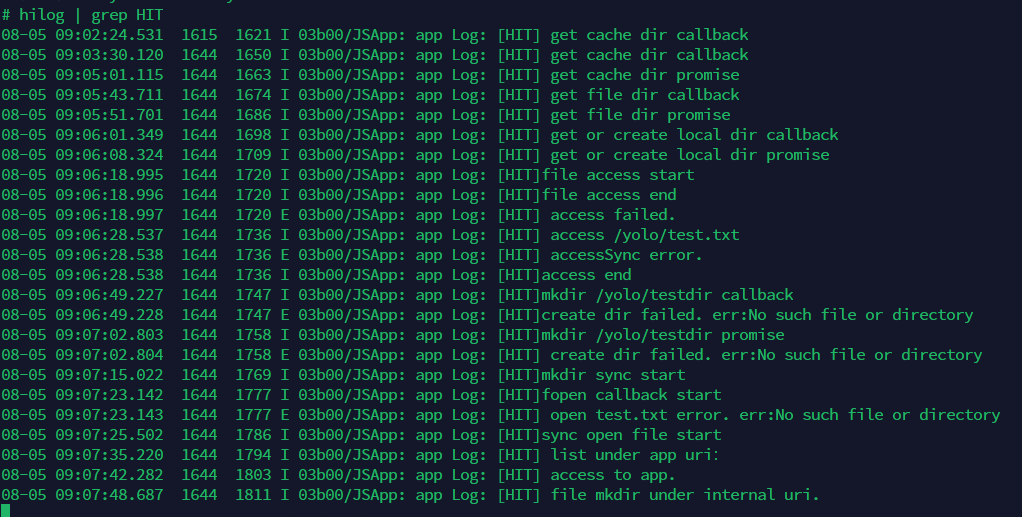 # hilog | grep HIT
08-05 09:02:24.531  1615  1621 I 03b00/JSApp: app Log: [HIT] get cache dir callback
08-05 09:03:30.120  1644  1650 I 03b00/JSApp: app Log: [HIT] get cache dir callback
08-05 09:05:01.115  1644  1663 I 03b00/JSApp: app Log: [HIT] get cache dir promise
08-05 09:05:43.711  1644  1674 I 03b00/JSApp: app Log: [HIT] get file dir callback
08-05 09:05:51.701  1644  1686 I 03b00/JSApp: app Log: [HIT] get file dir promise
08-05 09:06:01.349  1644  1698 I 03b00/JSApp: app Log: [HIT] get or create local dir callback
08-05 09:06:08.324  1644  1709 I 03b00/JSApp: app Log: [HIT] get or create local dir promise
08-05 09:06:18.995  1644  1720 I 03b00/JSApp: app Log: [HIT]file access start
08-05 09:06:18.996  1644  1720 I 03b00/JSApp: app Log: [HIT]file access end
08-05 09:06:18.997  1644  1720 E 03b00/JSApp: app Log: [HIT] access failed.
08-05 09:06:28.537  1644  1736 I 03b00/JSApp: app Log: [HIT] access /yolo/test.txt
08-05 09:06:28.538  1644  1736 E 03b00/JSApp: app Log: [HIT] accessSync error.
08-05 09:06:28.538  1644  1736 I 03b00/JSApp: app Log: [HIT]access end
08-05 09:06:49.227  1644  1747 I 03b00/JSApp: app Log: [HIT]mkdir /yolo/testdir callback
08-05 09:06:49.228  1644  1747 E 03b00/JSApp: app Log: [HIT]create dir failed. err:No such file or directory
08-05 09:07:02.803  1644  1758 I 03b00/JSApp: app Log: [HIT]mkdir /yolo/testdir promise
08-05 09:07:02.804  1644  1758 E 03b00/JSApp: app Log: [HIT] create dir failed. err:No such file or directory
08-05 09:07:15.022  1644  1769 I 03b00/JSApp: app Log: [HIT]mkdir sync start
08-05 09:07:23.142  1644  1777 I 03b00/JSApp: app Log: [HIT]fopen callback start
08-05 09:07:23.143  1644  1777 E 03b00/JSApp: app Log: [HIT] open test.txt error. err:No such file or directory
08-05 09:07:25.502  1644  1786 I 03b00/JSApp: app Log: [HIT]sync open file start
08-05 09:07:35.220  1644  1794 I 03b00/JSApp: app Log: [HIT] list under app uri:
08-05 09:07:42.282  1644  1803 I 03b00/JSApp: app Log: [HIT] access to app.
08-05 09:07:48.687  1644  1811 I 03b00/JSApp: app Log: [HIT] file mkdir under internal uri.